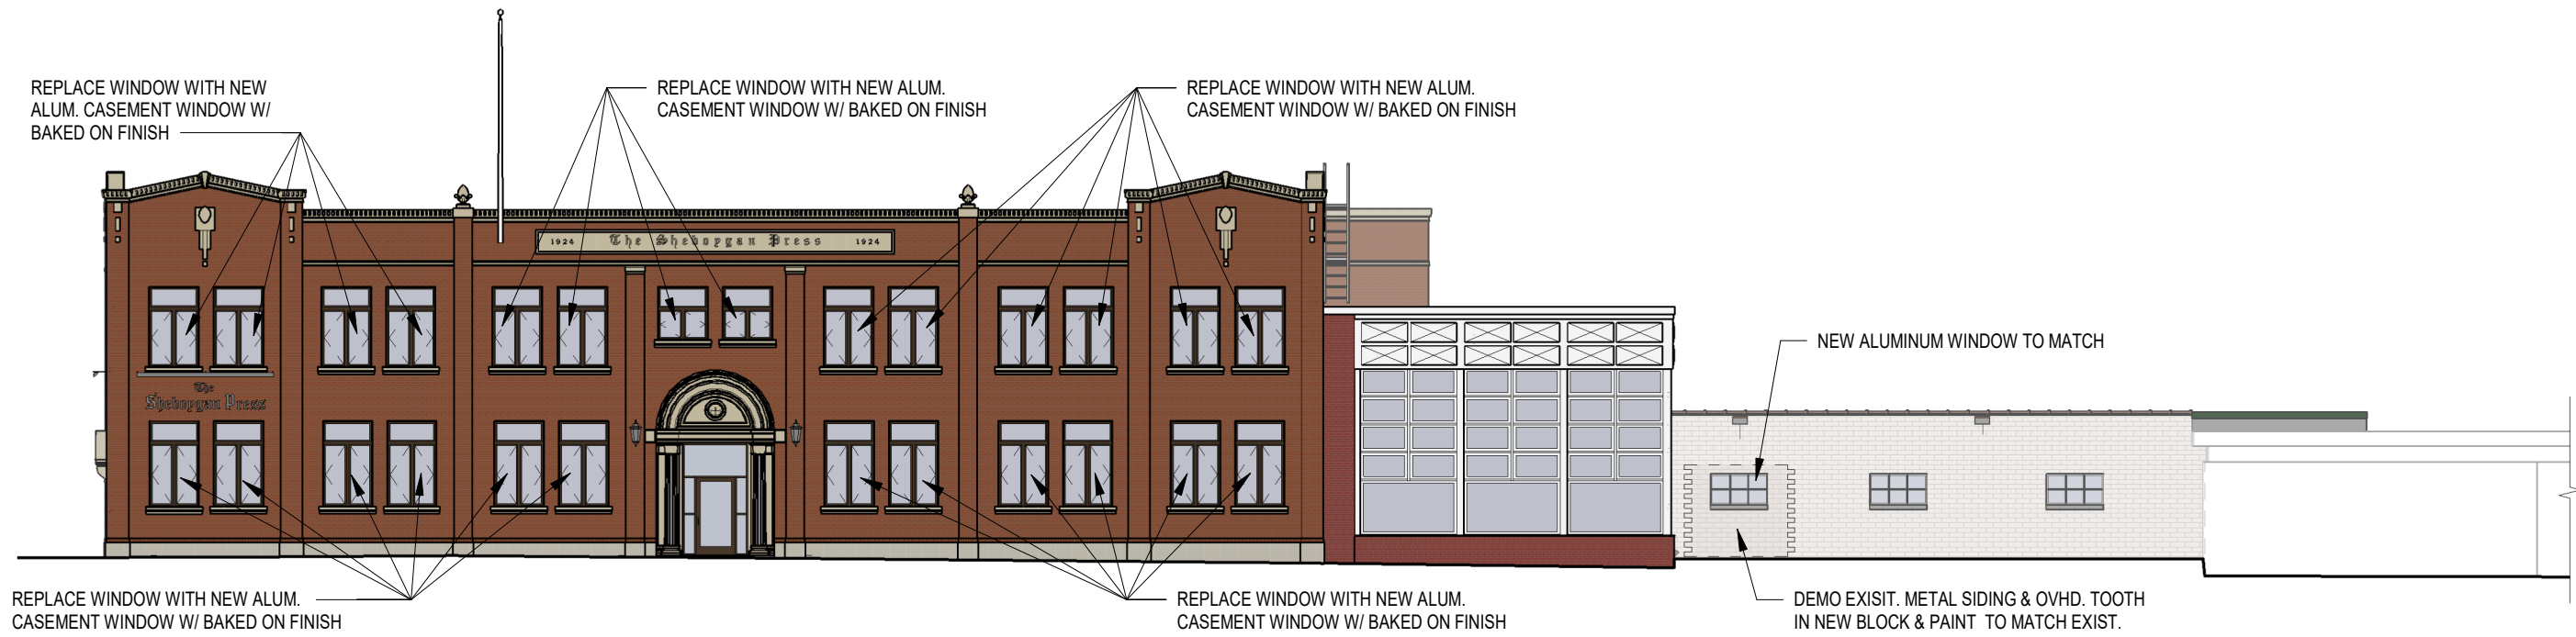 REPLACE WINDOW WITH NEW
ALUM. CASEMENT WINDOW W/
BAKED ON FINISH
REPLACE WINDOW WITH NEW ALUM.
CASEMENT WINDOW W/ BAKED ON FINISH
REPLACE WINDOW WITH NEW ALUM.
CASEMENT WINDOW W/ BAKED ON FINISH
1924 The Sheboygan Press 1924
NEW ALUMINUM WINDOW TO MATCH
The
Sheboygan Press
REPLACE WINDOW WITH NEW ALUM.
CASEMENT WINDOW W/ BAKED ON FINISH
REPLACE WINDOW WITH NEW ALUM.
CASEMENT WINDOW W/ BAKED ON FINISH
DEMO EXISIT. METAL SIDING & OVHD. TOOTH
IN NEW BLOCK & PAINT TO MATCH EXIST.